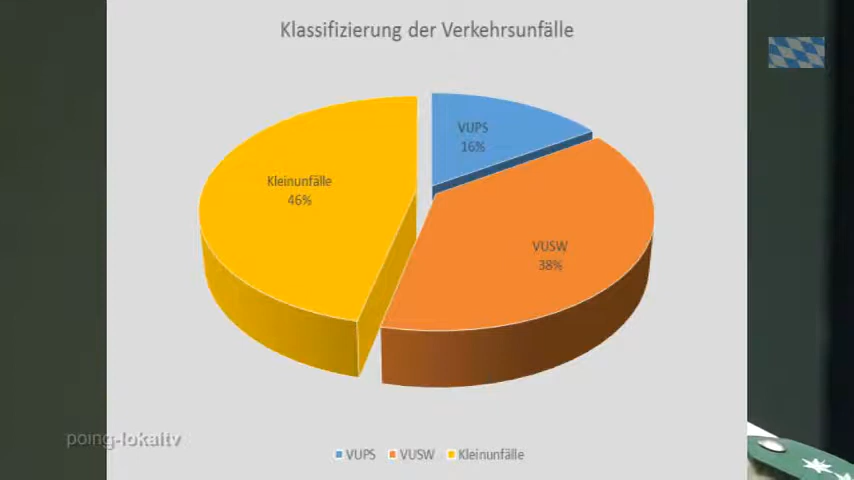 Klassifizierung der Verkehrsunfälle
VUPS
16%
Kleinunfälle
46%
VUSW
38%
poing-lokaltv
VUPS VUSW Kleinunfälle